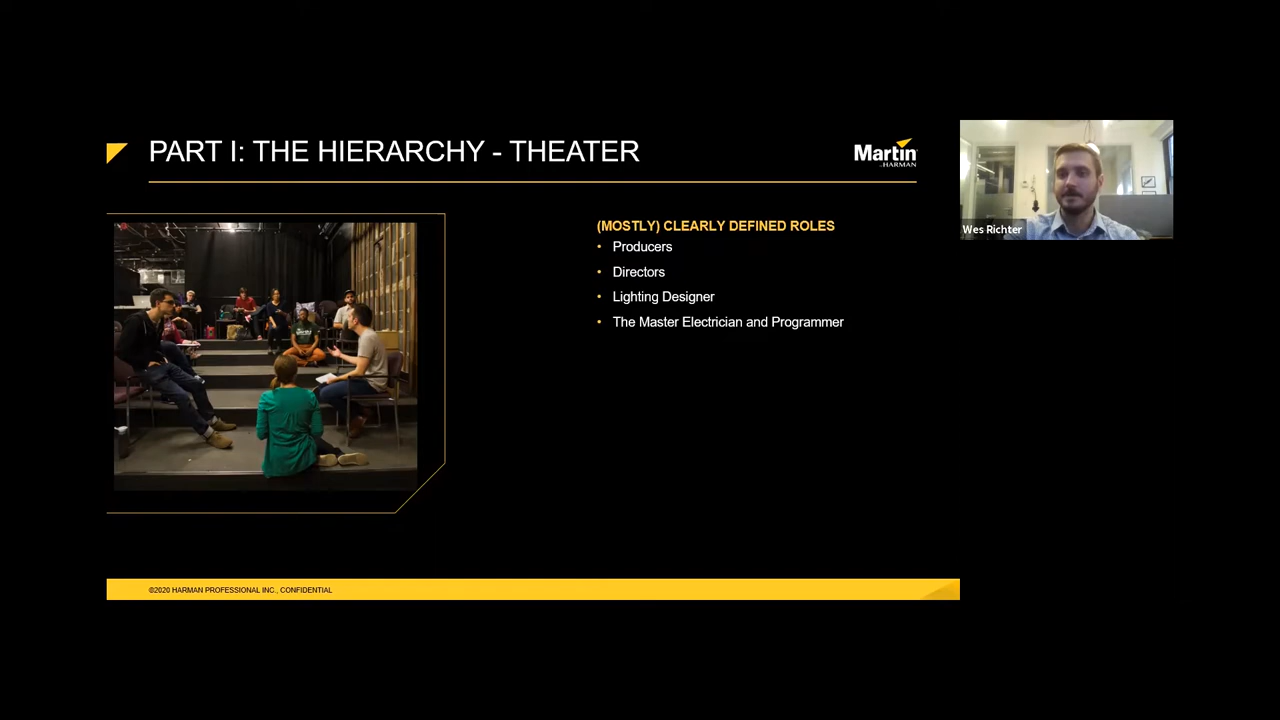 PART I: THE HIERARCHY - THEATER
Martin
by HARMAN
Wes Richter
(MOSTLY) CLEARLY DEFINED ROLES
• Producers
• Directors
• Lighting Designer
• The Master Electrician and Programmer
©2020 HARMAN PROFESSIONAL INC., CONFIDENTIAL